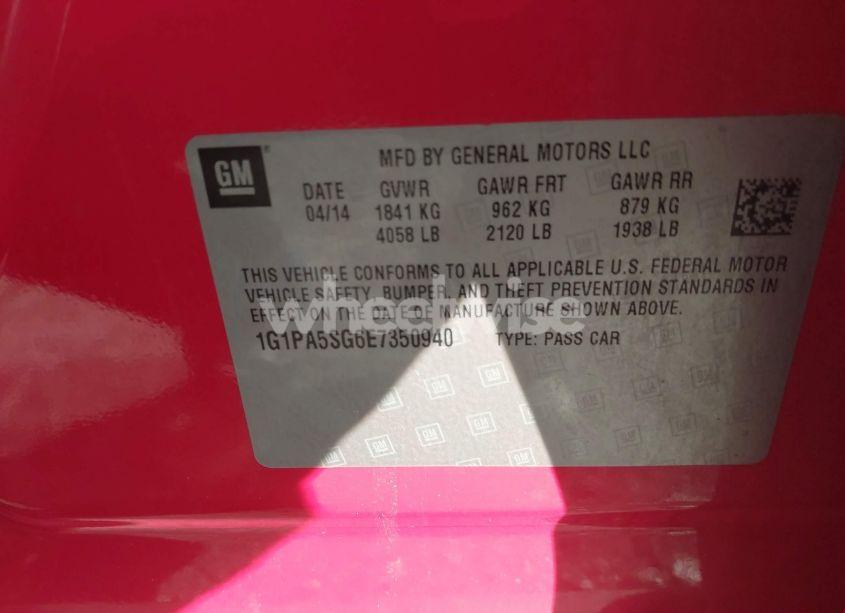 GM
MFD BY GENERAL MOTORS LLC
DATE GVWR GAWR FRT GAWR RR
04/14 1841 KG 962 KG 879 KG
4058 LB 2120 LB 1938 LB
THIS VEHICLE CONFORMS TO ALL APPLICABLE U.S. FEDERAL MOTOR
VEHICLE SAFETY, BUMPER, AND THEFT PREVENTION STANDARDS IN
EFFECT ON THE DATE OF MANUFACTURE SHOWN ABOVE.
wheelwise
1G1PA5SG6E7350940 TYPE: PASS CAR